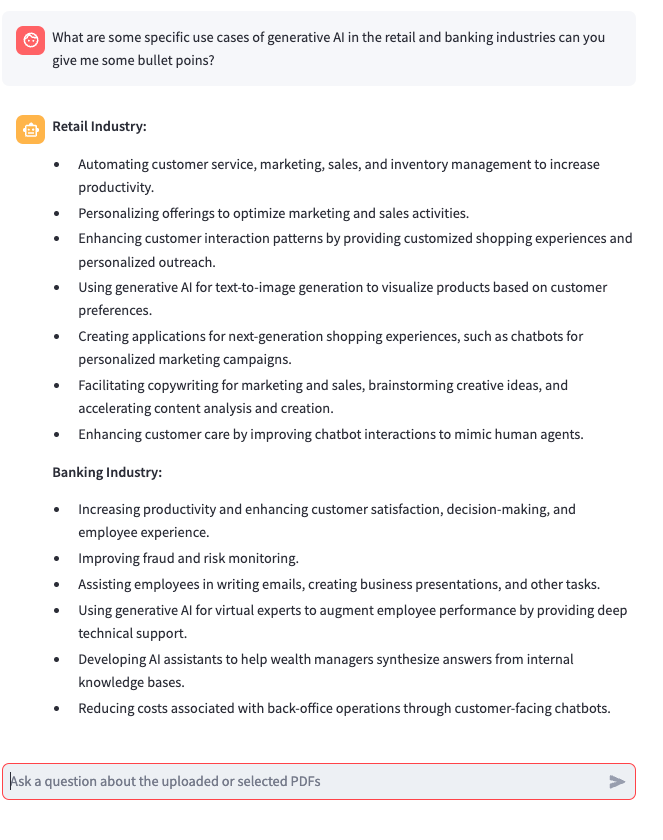 What are some specific use cases of generative AI in the retail and banking industries can you
give me some bullet poins?
Retail Industry:
• Automating customer service, marketing, sales, and inventory management to increase
productivity.
• Personalizing offerings to optimize marketing and sales activities.
• Enhancing customer interaction patterns by providing customized shopping experiences and
personalized outreach.
• Using generative AI for text-to-image generation to visualize products based on customer
preferences.
• Creating applications for next-generation shopping experiences, such as chatbots for
personalized marketing campaigns.
• Facilitating copywriting for marketing and sales, brainstorming creative ideas, and
accelerating content analysis and creation.
• Enhancing customer care by improving chatbot interactions to mimic human agents.
Banking Industry:
• Increasing productivity and enhancing customer satisfaction, decision-making, and
employee experience.
• Improving fraud and risk monitoring.
• Assisting employees in writing emails, creating business presentations, and other tasks.
• Using generative AI for virtual experts to augment employee performance by providing deep
technical support.
• Developing AI assistants to help wealth managers synthesize answers from internal
knowledge bases.
• Reducing costs associated with back-office operations through customer-facing chatbots.
Ask a question about the uploaded or selected PDFs